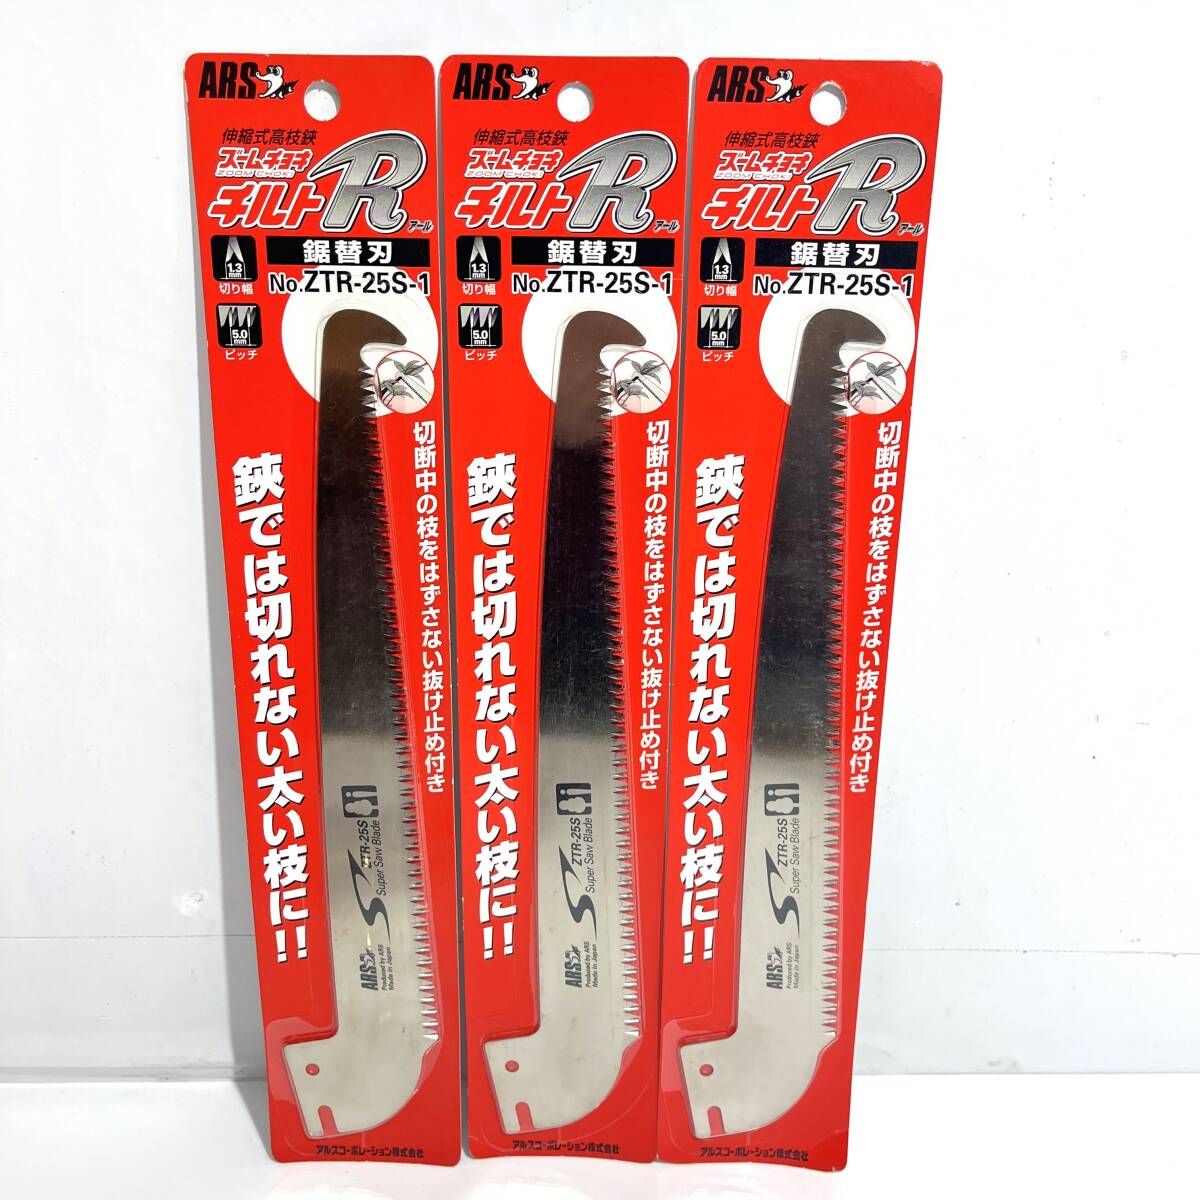 ARS
伸縮式高枝鋏
ズームチョキ
ZOOM CHOKI
チルトR
アール
1.3
mm
切り幅
鋸替刃
No.ZTR-25S-1
5.0
mm
ピッチ
切断中の枝をはずさない抜け止め付き
鋏では切れない太い枝に!!
ZTR-25S
Super Saw Blade
ARS
Produced by ARS
Made in Japan
アルスコーポレーション株式会社
ARS
伸縮式高枝鋏
ズームチョキ
ZOOM CHOKI
チルトR
アール
1.3
mm
切り幅
鋸替刃
No.ZTR-25S-1
5.0
mm
ピッチ
切断中の枝をはずさない抜け止め付き
鋏では切れない太い枝に!!
ZTR-25S
Super Saw Blade
ARS
Produced by ARS
Made in Japan
アルスコーポレーション株式会社
ARS
伸縮式高枝鋏
ズームチョキ
ZOOM CHOKI
チルトR
アール
1.3
mm
切り幅
鋸替刃
No.ZTR-25S-1
5.0
mm
ピッチ
切断中の枝をはずさない抜け止め付き
鋏では切れない太い枝に!!
ZTR-25S
Super Saw Blade
ARS
Produced by ARS
Made in Japan
アルスコーポレーション株式会社